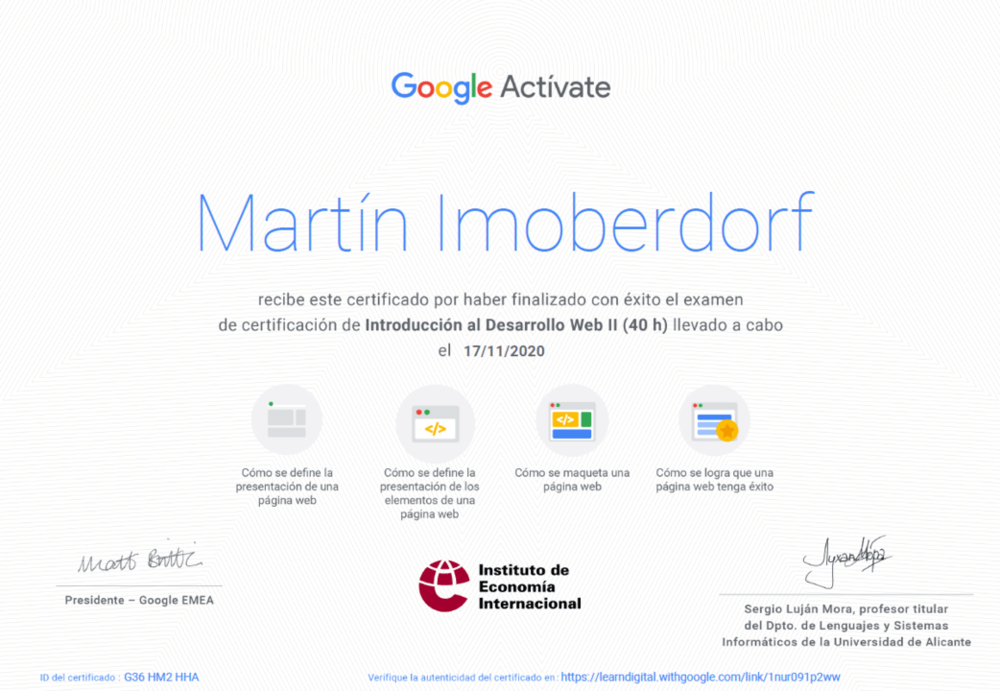 Google Actívate
Martín Imoberdorf
recibe este certificado por haber finalizado con éxito el examen
de certificación de Introducción al Desarrollo Web II (40 h) llevado a cabo
el 17/11/2020
</>
</>
Cómo se define la
presentación de una
página web
Cómo se define la
presentación de los
elementos de una
página web
Cómo se maqueta una
página web
Cómo se logra que una
página web tenga éxito
Matt Brittin
Presidente – Google EMEA
Instituto de
Economía
Internacional
Sergio Luján Mora, profesor titular
del Dpto. de Lenguajes y Sistemas
Informáticos de la Universidad de Alicante
ID del certificado : G36 HM2 HHA
Verifique la autenticidad del certificado en: https://learndigital.withgoogle.com/link/1nur091p2ww